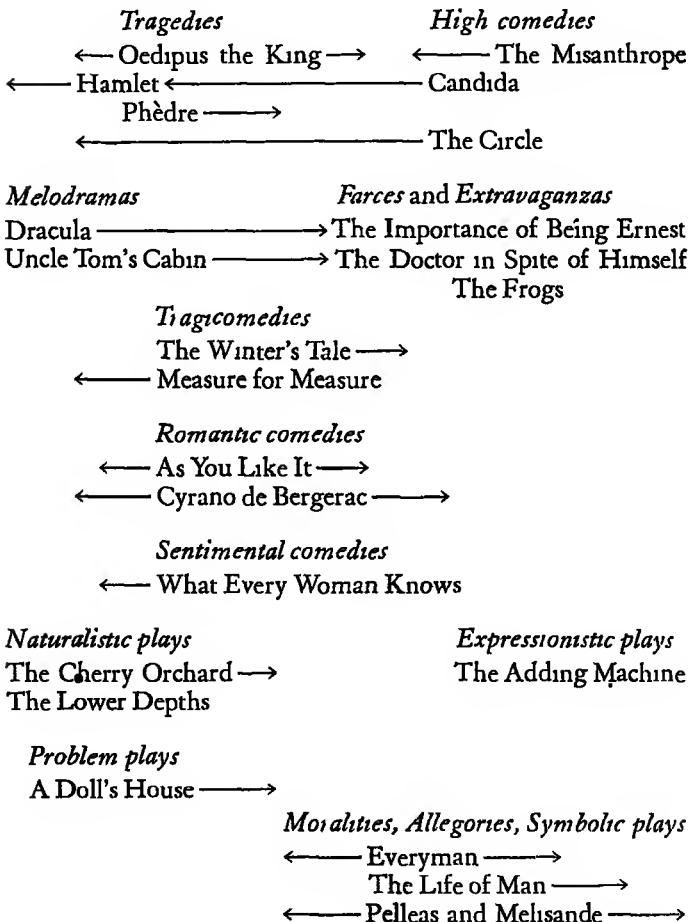 Tragedies High comedies
←— Oedipus the King —→ ←—— The Misanthrope
←—— Hamlet ←———————— Candida
Phèdre ——→
←———————————— The Circle
Melodramas Farces and Extravaganzas
Dracula ————————→ The Importance of Being Ernest
Uncle Tom's Cabin ————→ The Doctor in Spite of Himself
The Frogs
Tragicomedies
The Winter's Tale —→
←—— Measure for Measure
Romantic comedies
←— As You Like It —→
←—— Cyrano de Bergerac ——→
Sentimental comedies
←— What Every Woman Knows
Naturalistic plays Expressionistic plays
The Cherry Orchard —→ The Adding Machine
The Lower Depths
Problem plays
A Doll's House ——→
Moralities, Allegories, Symbolic plays
←—— Everyman ——→
The Life of Man ——→
←—— Pelleas and Melisande ——→